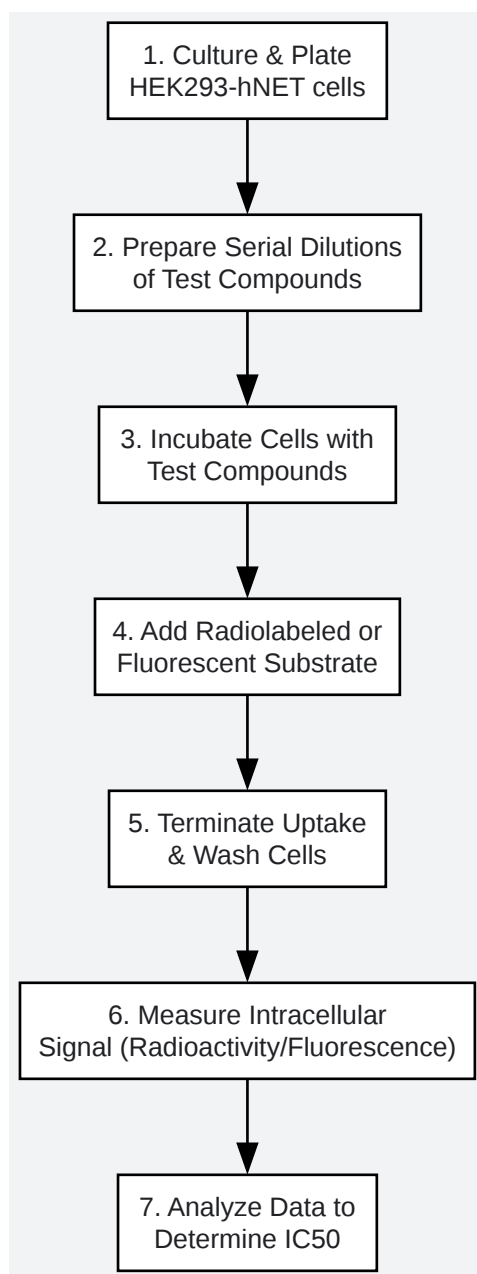 1. Culture & Plate
HEK293-hNET cells
2. Prepare Serial Dilutions
of Test Compounds
3. Incubate Cells with
Test Compounds
4. Add Radiolabeled or
Fluorescent Substrate
5. Terminate Uptake
& Wash Cells
6. Measure Intracellular
Signal (Radioactivity/Fluorescence)
7. Analyze Data to
Determine IC50